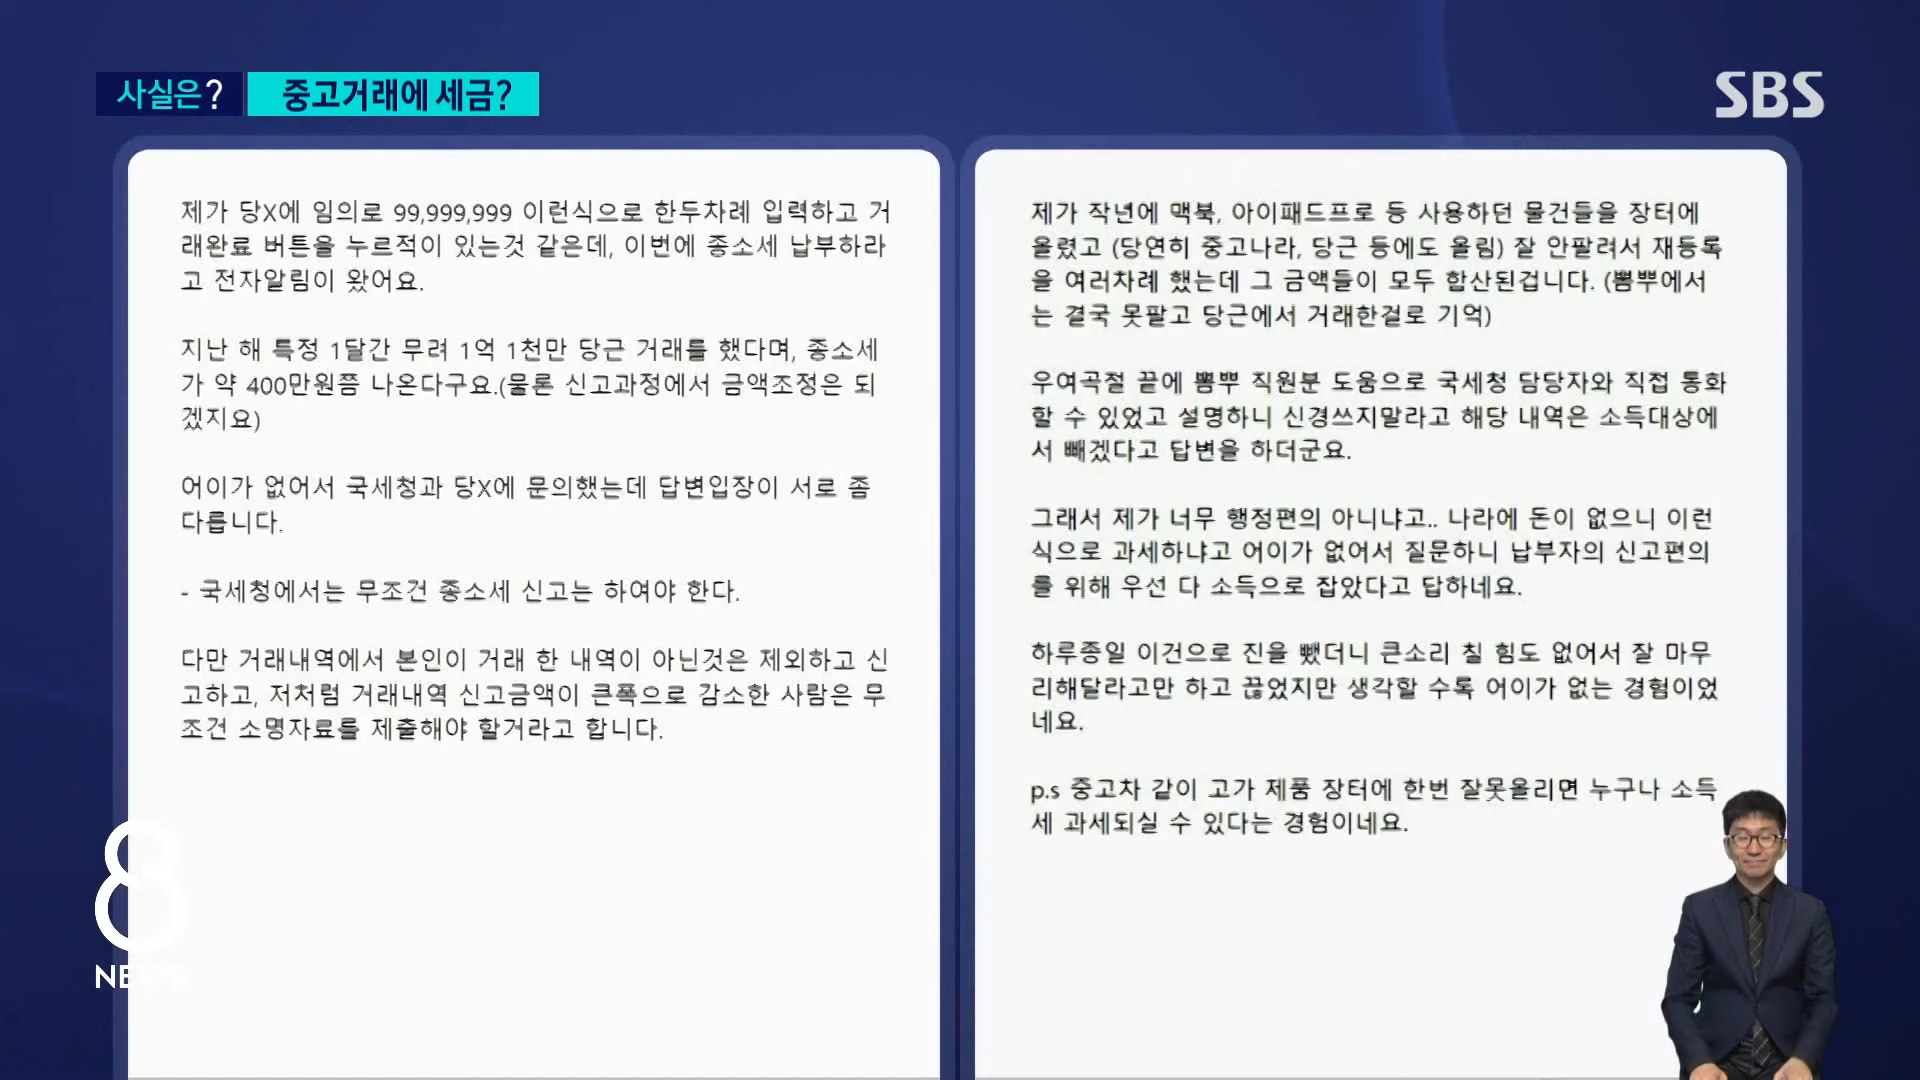 사실은?
중고거래에 세금?
SBS
제가 당X에 임의로 99,999,999 이런식으로 한두차례 입력하고 거
래완료 버튼을 누르적이 있는것 같은데, 이번에 종소세 납부하라
고 전자알림이 왔어요.
지난 해 특정 1달간 무려 1억 1천만 당근 거래를 했다며, 종소세
가 약 400만원쯤 나온다구요.(물론 신고과정에서 금액조정은 되
겠지요)
어이가 없어서 국세청과 당X에 문의했는데 답변입장이 서로 좀
다릅니다.
- 국세청에서는 무조건 종소세 신고는 하여야 한다.
다만 거래내역에서 본인이 거래 한 내역이 아닌것은 제외하고 신
고하고, 저처럼 거래내역 신고금액이 큰폭으로 감소한 사람은 무
조건 소명자료를 제출해야 할거라고 합니다.
제가 작년에 맥북, 아이패드프로 등 사용하던 물건들을 장터에
올렸고 (당연히 중고나라, 당근 등에도 올림) 잘 안팔려서 재등록
을 여러차례 했는데 그 금액들이 모두 합산된겁니다. (뽐뿌에서
는 결국 못팔고 당근에서 거래한걸로 기억)
우여곡절 끝에 뽐뿌 직원분 도움으로 국세청 담당자와 직접 통화
할 수 있었고 설명하니 신경쓰지말라고 해당 내역은 소득대상에
서 빼겠다고 답변을 하더군요.
그래서 제가 너무 행정편의 아니냐고.. 나라에 돈이 없으니 이런
식으로 과세하냐고 어이가 없어서 질문하니 납부자의 신고편의
를 위해 우선 다 소득으로 잡았다고 답하네요.
하루종일 이건으로 진을 뺐더니 큰소리 칠 힘도 없어서 잘 마무
리해달라고만 하고 끊었지만 생각할 수록 어이가 없는 경험이었
네요.
p.s 중고차 같이 고가 제품 장터에 한번 잘못올리면 누구나 소득
세 과세되실 수 있다는 경험이네요.
8
NEWS